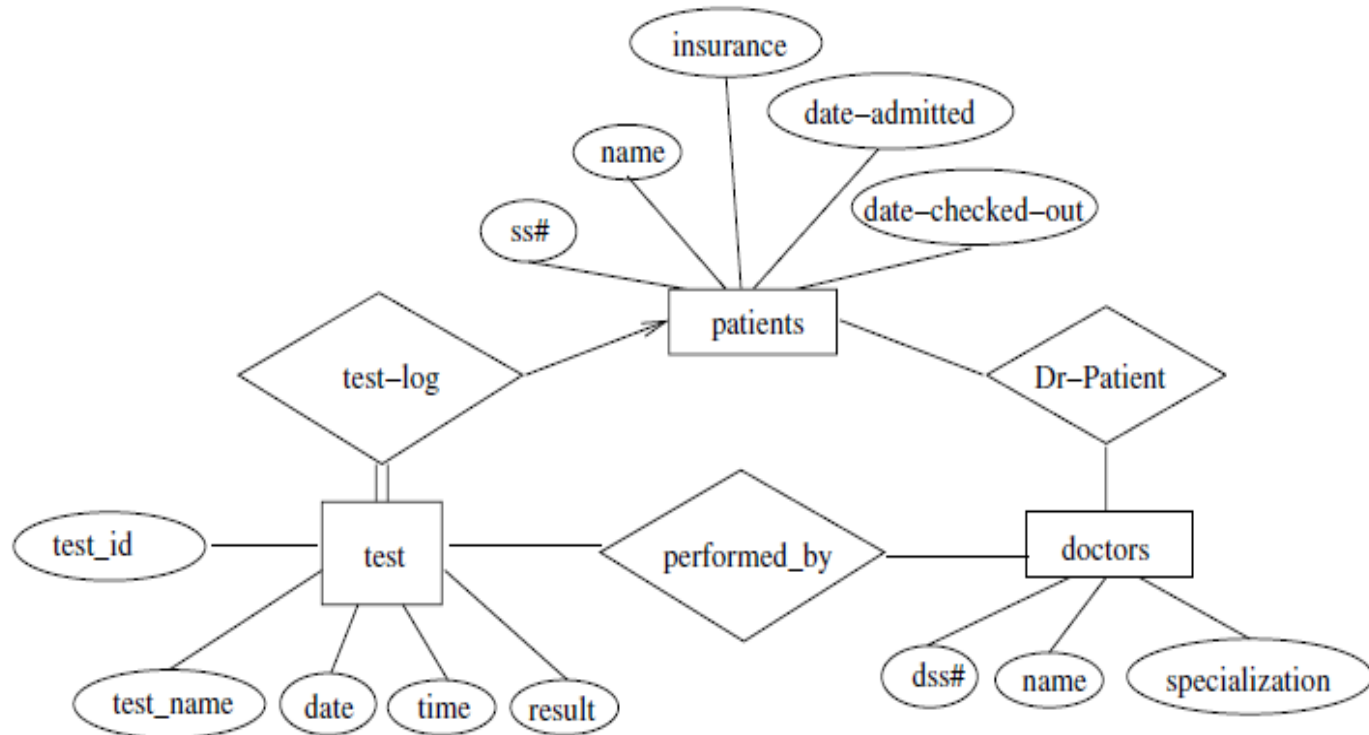 insurance
date-admitted
name
date-checked-out
ss#
patients
test-log
Dr-Patient
test_id
test
performed_by
doctors
test_name
date
time
result
dss#
name
specialization